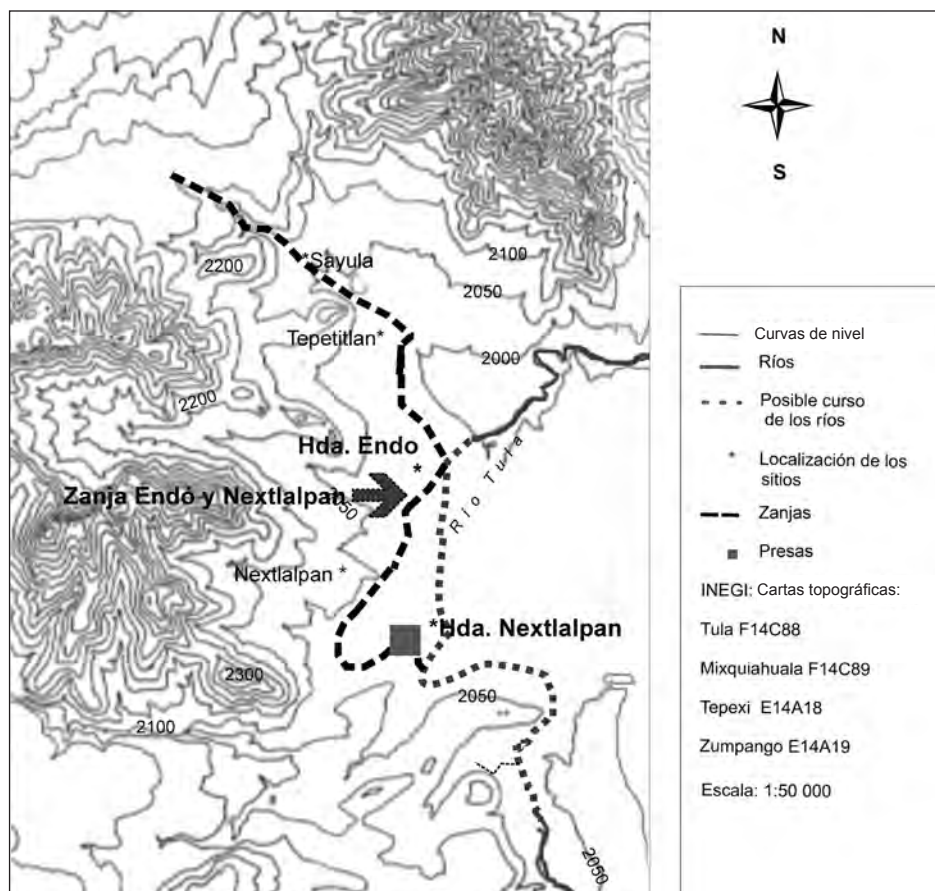 N
S
*Sayula
2200
2100
2050
Tepetitlan*
2000
2200
Hda. Endo
*
Zanja Endó y Nextlalpan
Río Tula
Nextlalpan *
*Hda. Nextlalpan
2300
2050
2100
2050
Curvas de nivel
Ríos
Posible curso
de los ríos
* Localización de los
sitios
Zanjas
Presas
INEGI: Cartas topográficas:
Tula F14C88
Mixquiahuala F14C89
Tepexi E14A18
Zumpango E14A19
Escala: 1:50 000